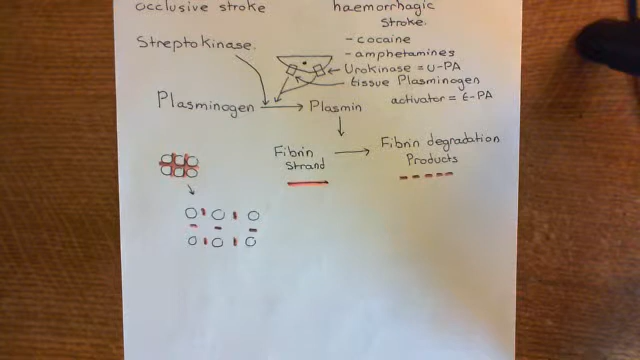 occlusive stroke
haemorrhagic
stroke.
- cocaine
- amphetamines
Streptokinase.
Urokinase = u-PA
tissue Plasminogen
activator = t-PA
Plasminogen
Plasmin
Fibrin
Strand
Fibrin degradation
Products